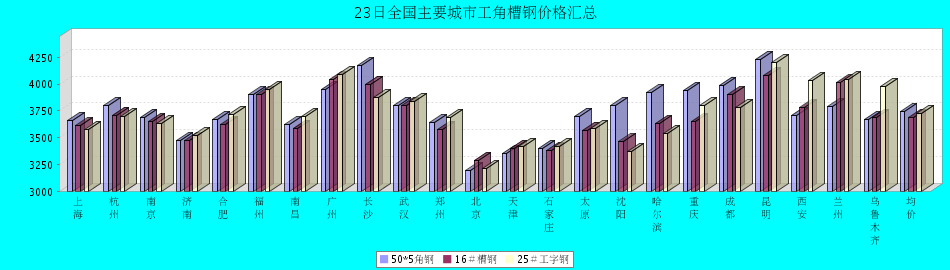 23日全国主要城市工角槽钢价格汇总
4250
4000
3750
3500
3250
3000
上海
杭州
南京
济南
合肥
福州
南昌
广州
长沙
武汉
郑州
北京
天津
石家庄
太原
沈阳
哈尔滨
重庆
成都
昆明
西安
兰州
乌鲁木齐
均价
50*5角钢 16#槽钢 25#工字钢